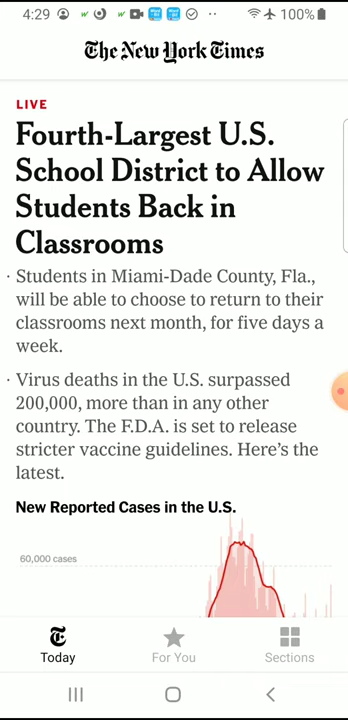 4:29
100%
The New York Times
LIVE
Fourth-Largest U.S.
School District to Allow
Students Back in
Classrooms
· Students in Miami-Dade County, Fla.,
will be able to choose to return to their
classrooms next month, for five days a
week.
· Virus deaths in the U.S. surpassed
200,000, more than in any other
country. The F.D.A. is set to release
stricter vaccine guidelines. Here’s the
latest.
New Reported Cases in the U.S.
60,000 cases
Today
For You
Sections